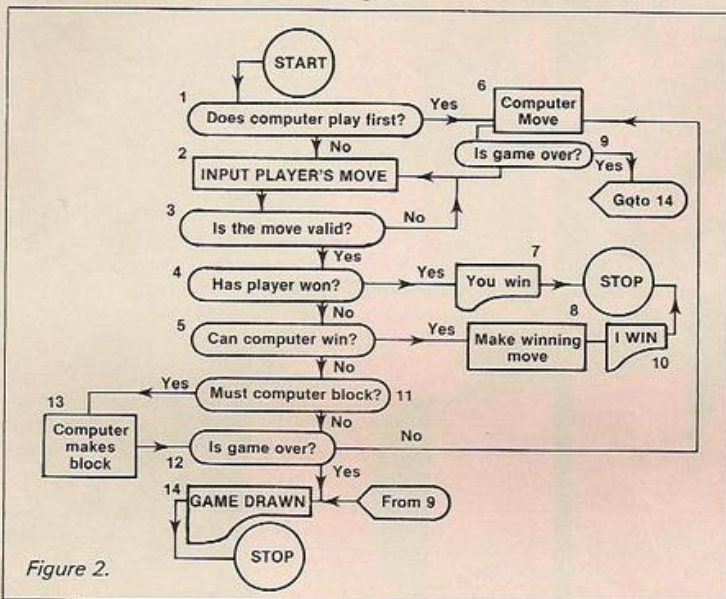 START
1
Does computer play first?
Yes
6
Computer
Move
No
9
Is game over?
Yes
Goto 14
2
INPUT PLAYER'S MOVE
3
Is the move valid?
No
Yes
4
Has player won?
Yes
7
You win
STOP
No
5
Can computer win?
Yes
8
Make winning
move
I WIN
10
No
Must computer block?
11
Yes
13
Computer
makes
block
No
12
Is game over?
No
Yes
14
GAME DRAWN
From 9
STOP
Figure 2.